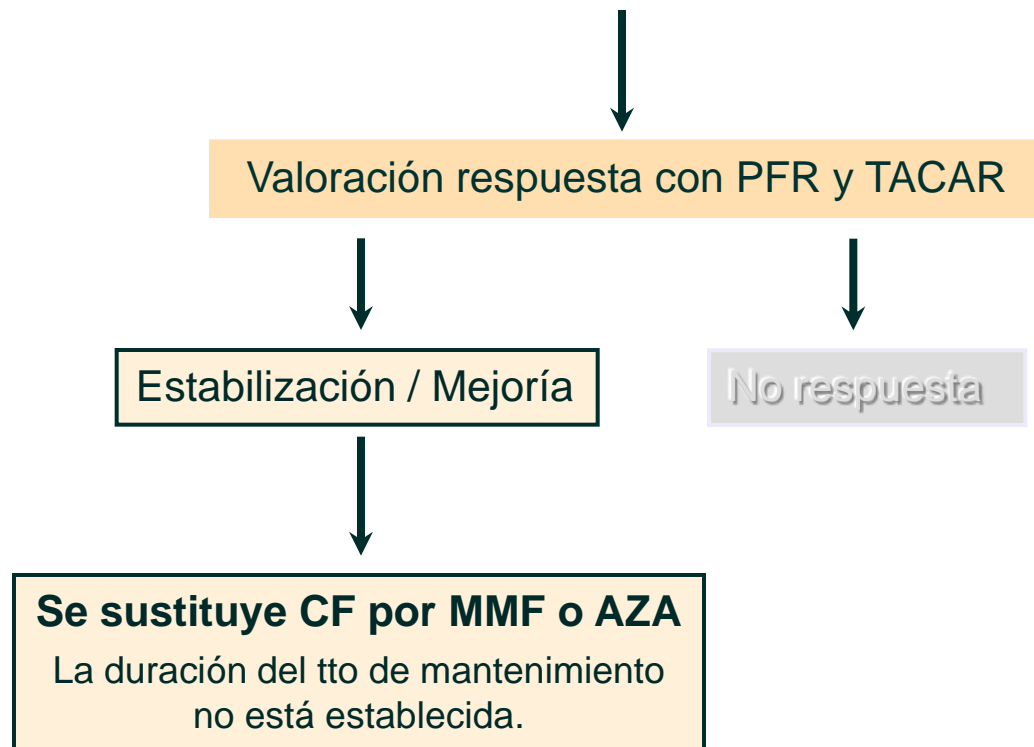 Valoración respuesta con PFR y TACAR
Estabilización / Mejoría
No respuesta
Se sustituye CF por MMF o AZA
La duración del tto de mantenimiento
no está establecida.